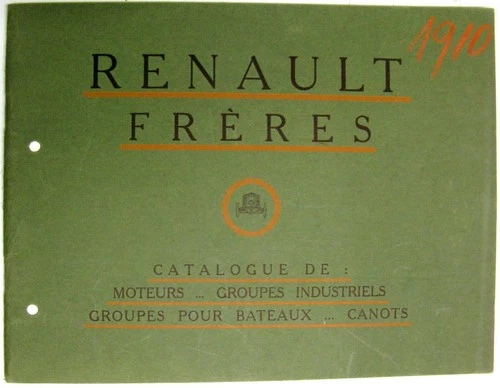 1910
RENAULT
FRÈRES
CATALOGUE DE :
MOTEURS ... GROUPES INDUSTRIELS
GROUPES POUR BATEAUX ... CANOTS